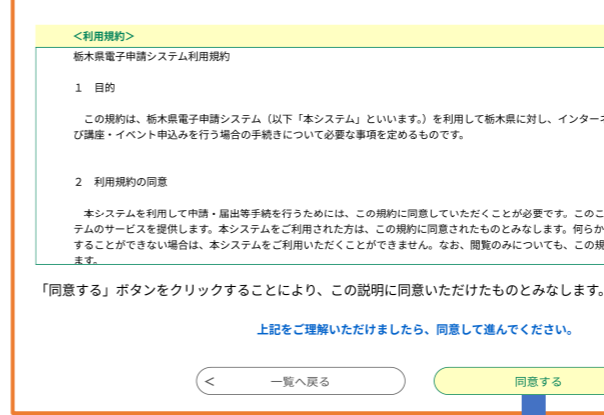 ＜利用規約＞
栃木県電子申請システム利用規約
１　目的
この規約は、栃木県電子申請システム（以下「本システム」といいます。）を利用して栃木県に対し、インター
び講座・イベント申込みを行う場合の手続きについて必要な事項を定めるものです。
２　利用規約の同意
本システムを利用して申請・届出等手続を行うためには、この規約に同意していただくことが必要です。このこ
テムのサービスを提供します。本システムをご利用された方は、この規約に同意されたものとみなします。何らか
することができない場合は、本システムをご利用いただくことができません。なお、閲覧のみについても、この規
ます。
「同意する」ボタンをクリックすることにより、この説明に同意いただけたものとみなします。
上記をご理解いただけましたら、同意して進んでください。
＜　一覧へ戻る
同意する